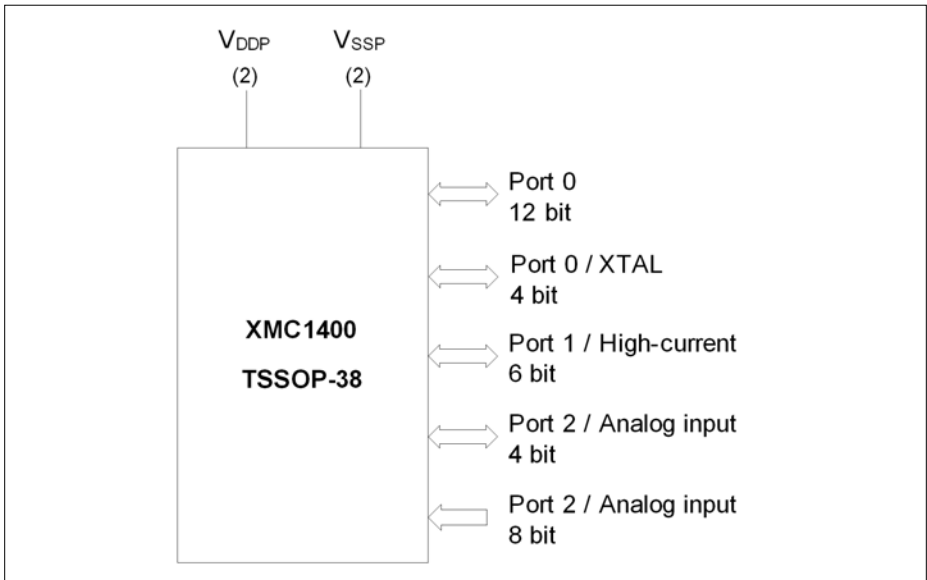 VDDP VSSP
(2) (2)
Port 0
12 bit
Port 0 / XTAL
4 bit
XMC1400
TSSOP-38
Port 1 / High-current
6 bit
Port 2 / Analog input
4 bit
Port 2 / Analog input
8 bit